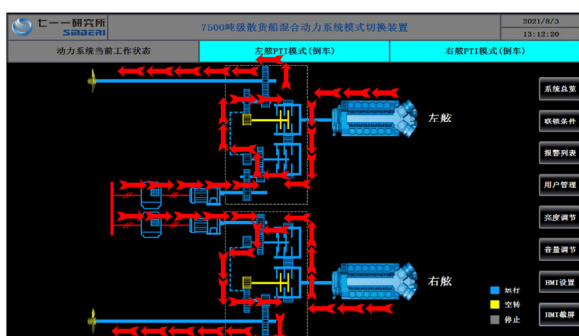 七一一研究所
SMDERI
7500吨级散货船混合动力系统模式切换装置
2021/8/3
13:12:20
动力系统当前工作状态
左舷PTI模式(倒车)
右舷PTI模式(倒车)
系统总览
左舷
联锁条件
报警列表
用户管理
亮度调节
音量调节
右舷
HMI设置
运行
空转
HMI截屏
停止